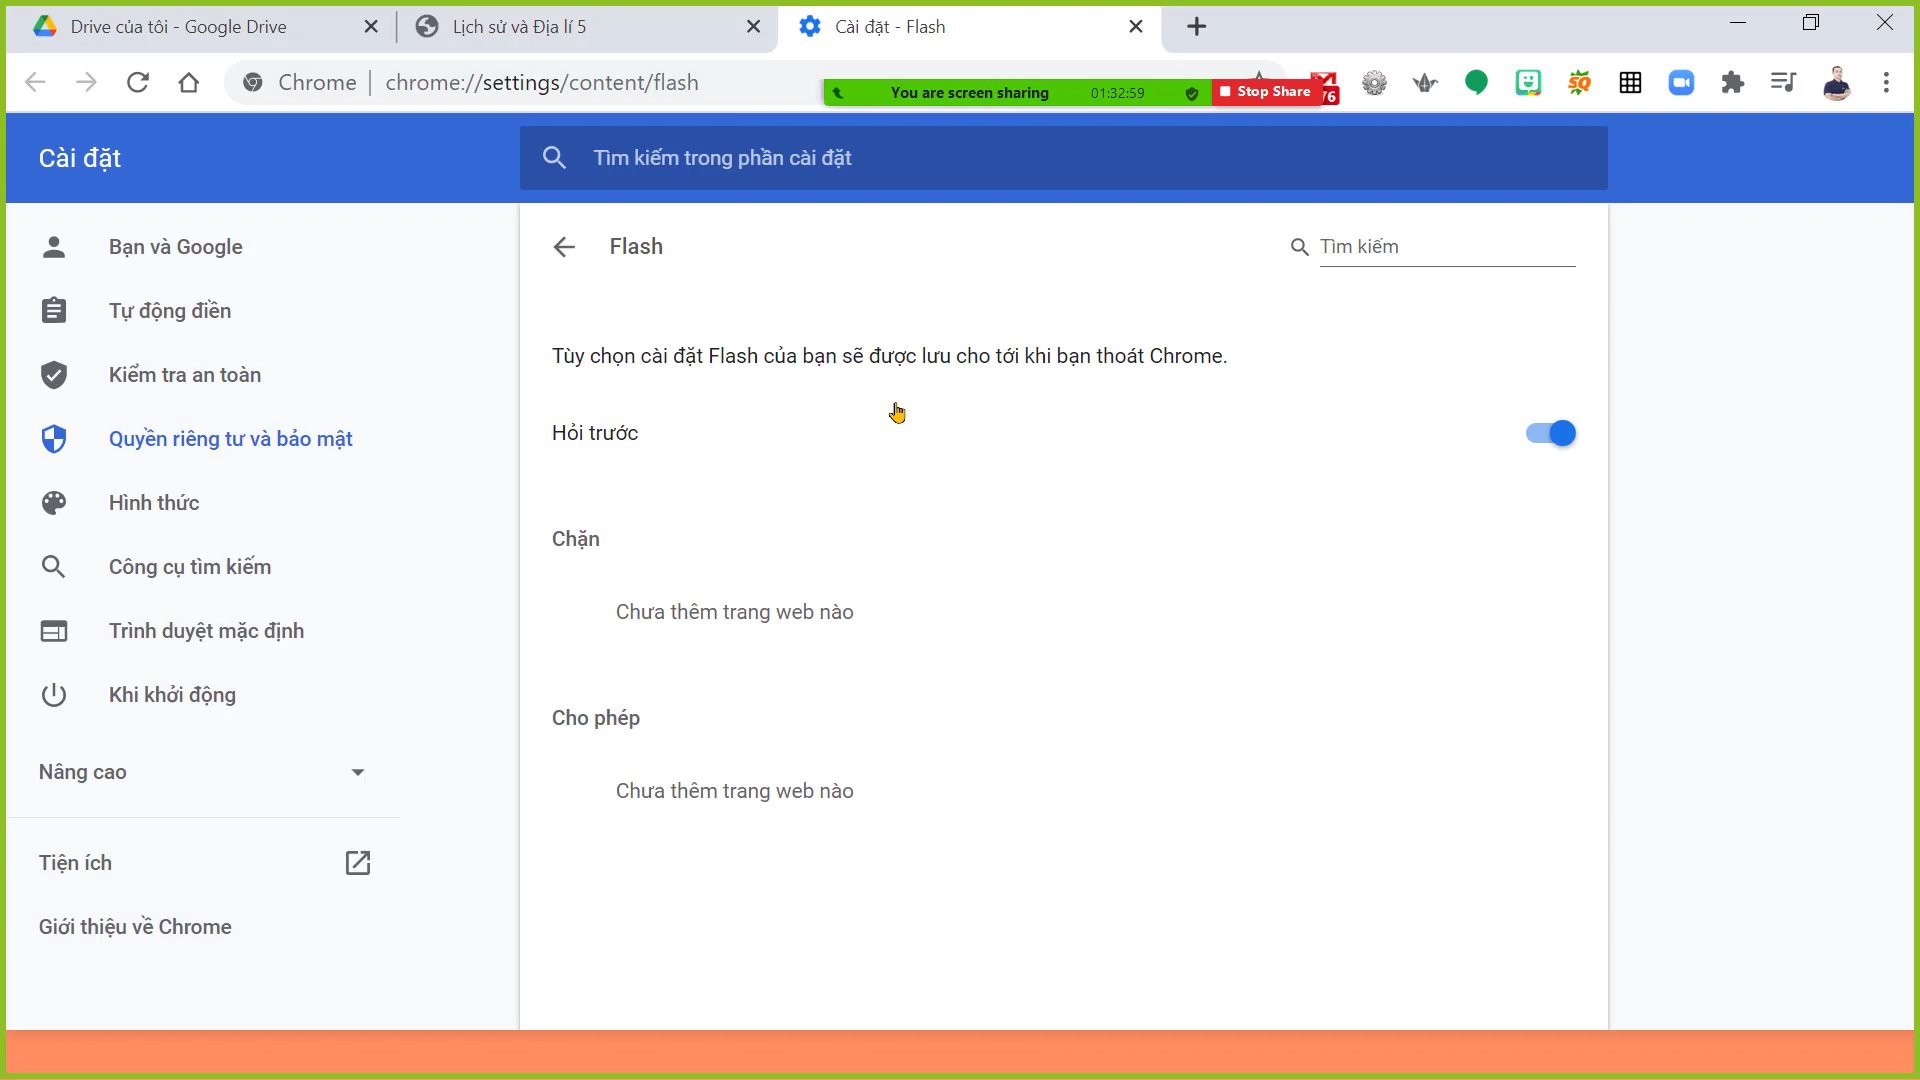 Drive của tôi - Google Drive
Lịch sử và Địa lí 5
Cài đặt - Flash
Chrome
chrome://settings/content/flash
You are screen sharing
01:32:59
Stop Share
76
Cài đặt
Tìm kiếm trong phần cài đặt
Bạn và Google
Tự động điền
Kiểm tra an toàn
Quyền riêng tư và bảo mật
Hình thức
Công cụ tìm kiếm
Trình duyệt mặc định
Khi khởi động
Nâng cao
Tiện ích
Giới thiệu về Chrome
Flash
Tìm kiếm
Tùy chọn cài đặt Flash của bạn sẽ được lưu cho tới khi bạn thoát Chrome.
Hỏi trước
Chặn
Chưa thêm trang web nào
Cho phép
Chưa thêm trang web nào